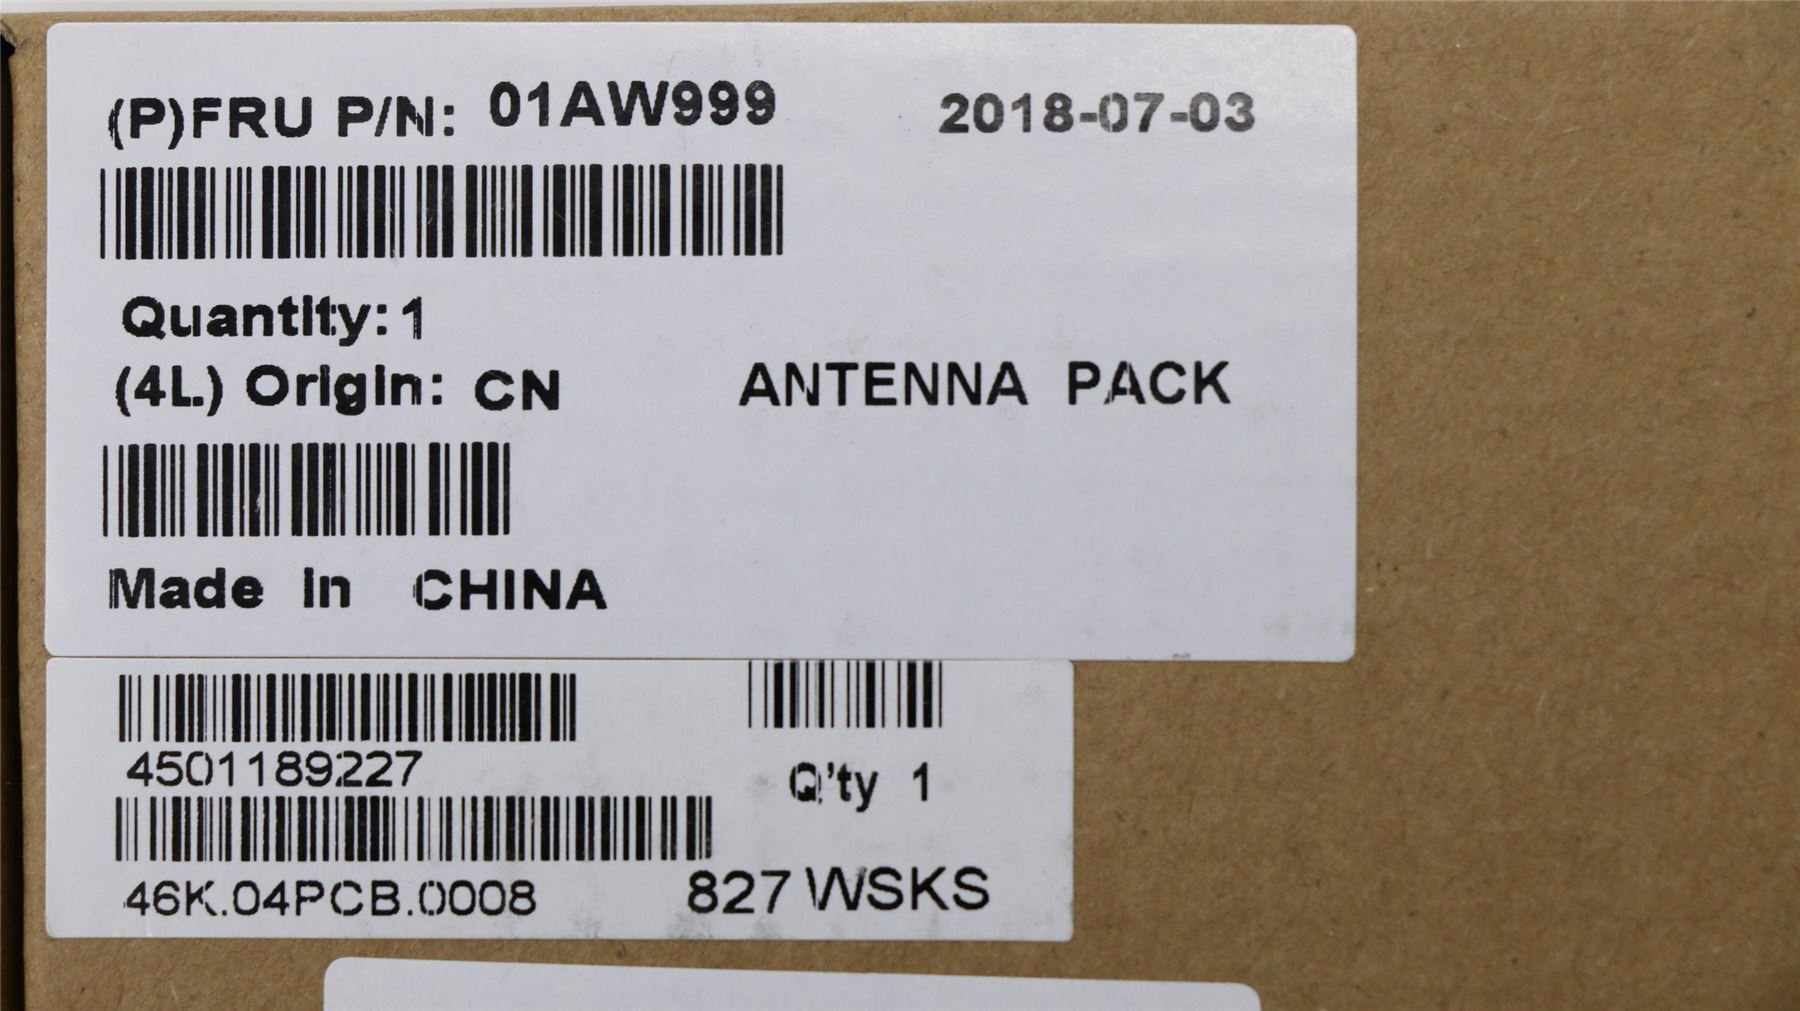 (P)FRU P/N: 01AW999 2018-07-03
Quantity: 1
(4L) Origin: CN ANTENNA PACK
Made In CHINA
4501189227
Q'ty 1
46K.04PCB.0008 827 WSKS